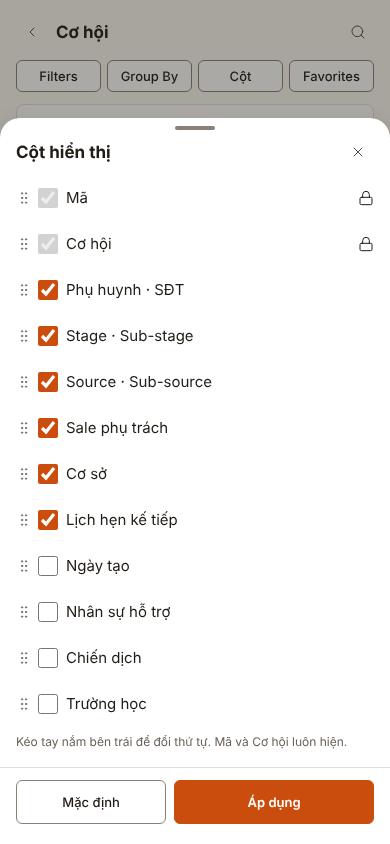 Cơ hội
Filters
Group By
Cột
Favorites
Cột hiển thị
Mã
Cơ hội
Phụ huynh · SĐT
Stage · Sub-stage
Source · Sub-source
Sale phụ trách
Cơ sở
Lịch hẹn kế tiếp
Ngày tạo
Nhân sự hỗ trợ
Chiến dịch
Trường học
Kéo tay nắm bên trái để đổi thứ tự. Mã và Cơ hội luôn hiện.
Mặc định
Áp dụng